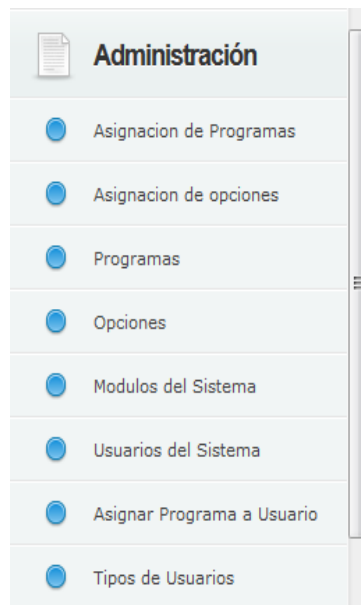 Administración
Asignacion de Programas
Asignacion de opciones
Programas
Opciones
Modulos del Sistema
Usuarios del Sistema
Asignar Programa a Usuario
Tipos de Usuarios